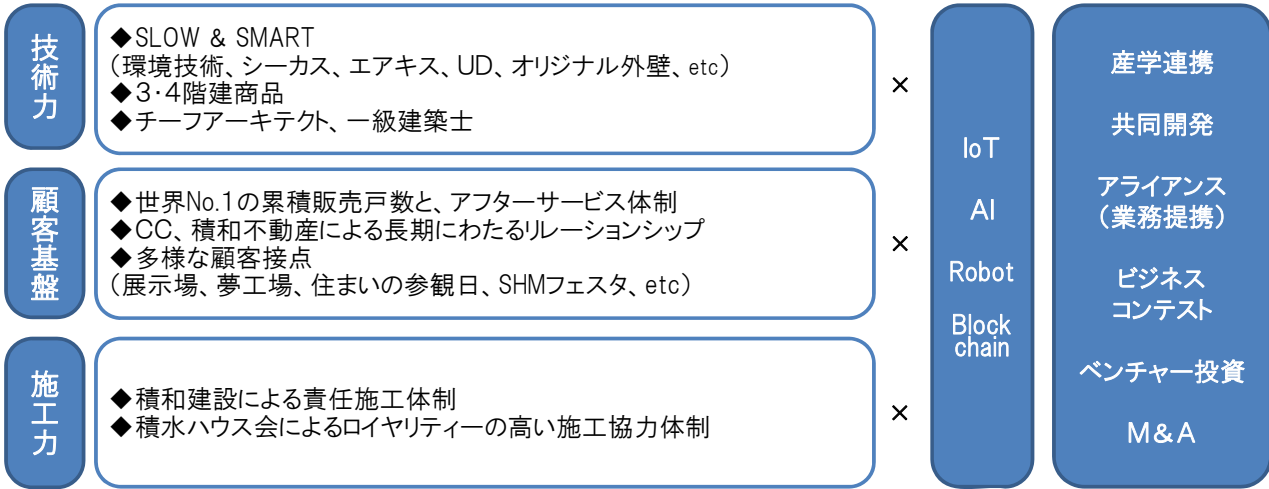 技術力
◆SLOW & SMART
(環境技術、シーカス、エアキス、UD、オリジナル外壁、etc)
◆3・4階建商品
◆チーフアーキテクト、一級建築士
×
顧客基盤
◆世界No.1の累積販売戸数と、アフターサービス体制
◆CC、積和不動産による長期にわたるリレーションシップ
◆多様な顧客接点
(展示場、夢工場、住まいの参観日、SHMフェスタ、etc)
×
施工力
◆積和建設による責任施工体制
◆積水ハウス会によるロイヤリティーの高い施工協力体制
×
IoT
AI
Robot
Block
chain
産学連携
共同開発
アライアンス
(業務提携)
ビジネス
コンテスト
ベンチャー投資
M&A